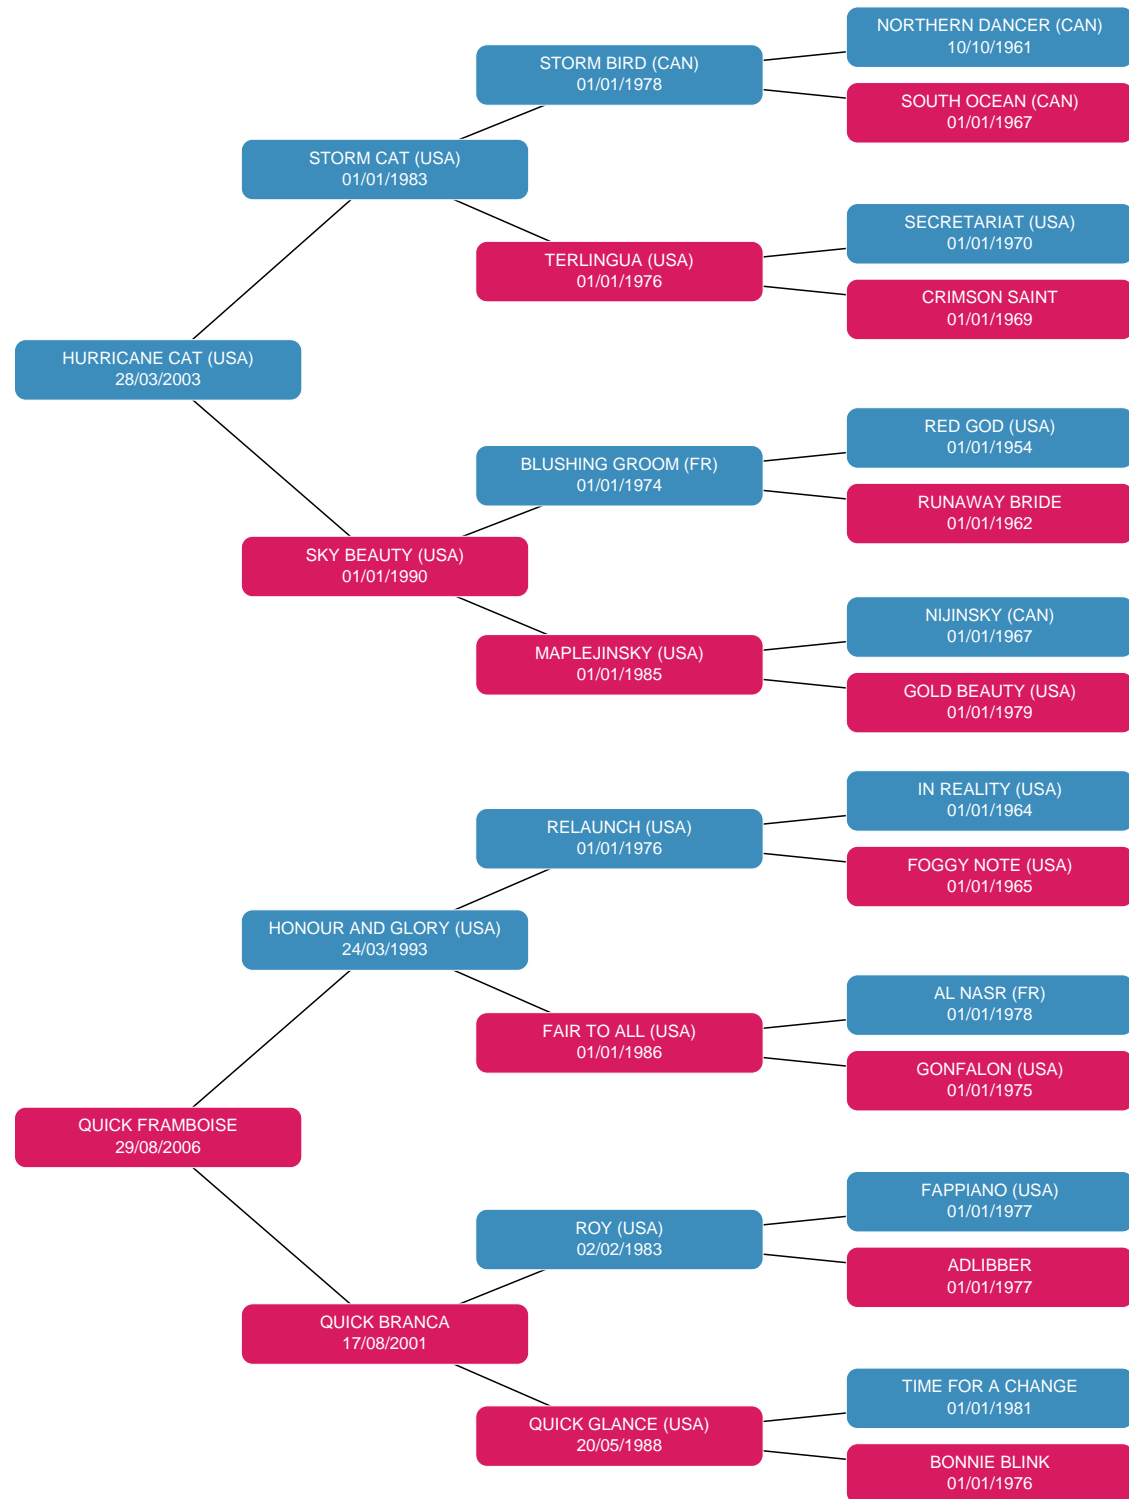 NORTHERN DANCER (CAN)
10/10/1961
STORM BIRD (CAN)
01/01/1978
SOUTH OCEAN (CAN)
01/01/1967
STORM CAT (USA)
01/01/1983
SECRETARIAT (USA)
01/01/1970
TERLINGUA (USA)
01/01/1976
CRIMSON SAINT
01/01/1969
HURRICANE CAT (USA)
28/03/2003
RED GOD (USA)
01/01/1954
BLUSHING GROOM (FR)
01/01/1974
RUNAWAY BRIDE
01/01/1962
SKY BEAUTY (USA)
01/01/1990
NIJINSKY (CAN)
01/01/1967
MAPLEJINSKY (USA)
01/01/1985
GOLD BEAUTY (USA)
01/01/1979
IN REALITY (USA)
01/01/1964
RELAUNCH (USA)
01/01/1976
FOGGY NOTE (USA)
01/01/1965
HONOUR AND GLORY (USA)
24/03/1993
AL NASR (FR)
01/01/1978
FAIR TO ALL (USA)
01/01/1986
GONFALON (USA)
01/01/1975
QUICK FRAMBOISE
29/08/2006
FAPPIANO (USA)
01/01/1977
ROY (USA)
02/02/1983
ADLIBBER
01/01/1977
QUICK BRANCA
17/08/2001
TIME FOR A CHANGE
01/01/1981
QUICK GLANCE (USA)
20/05/1988
BONNIE BLINK
01/01/1976